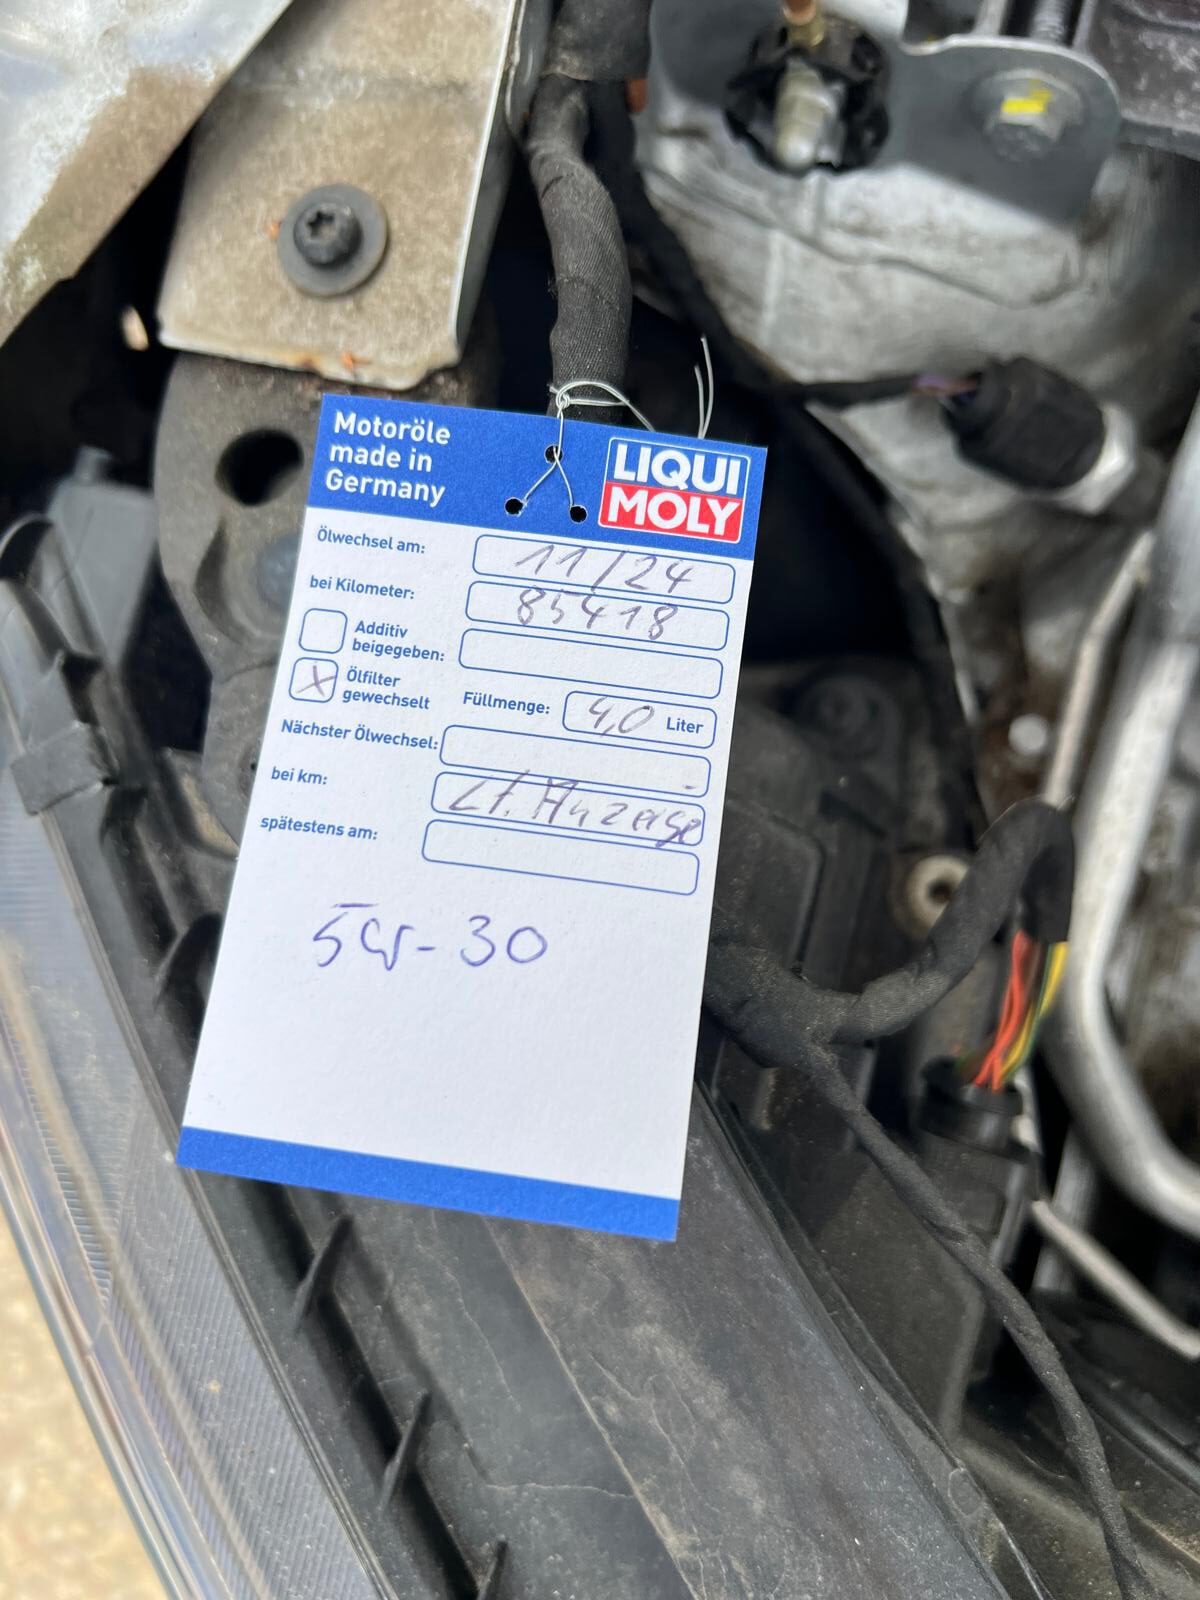 Motoröle
made in
Germany
LIQUI
MOLY
Ölwechsel am: 11/24
bei Kilometer: 85418
Additiv
beigegeben:
X Ölfilter
gewechselt
Füllmenge: 4,0 Liter
Nächster Ölwechsel:
bei km: Lt. Anzeige
spätestens am:
5W-30